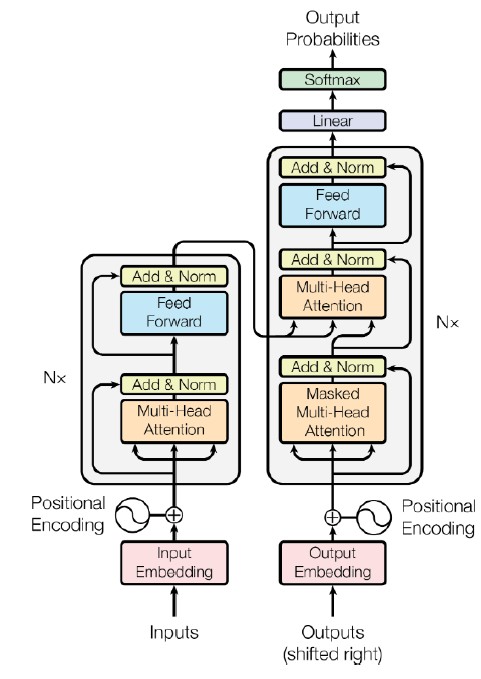 Output
Probabilities
Softmax
Linear
Add & Norm
Feed
Forward
Add & Norm
Multi-Head
Attention
Nx
Add & Norm
Masked
Multi-Head
Attention
Add & Norm
Feed
Forward
Nx
Add & Norm
Multi-Head
Attention
Positional
Encoding
Positional
Encoding
Input
Embedding
Output
Embedding
Inputs
Outputs
(shifted right)